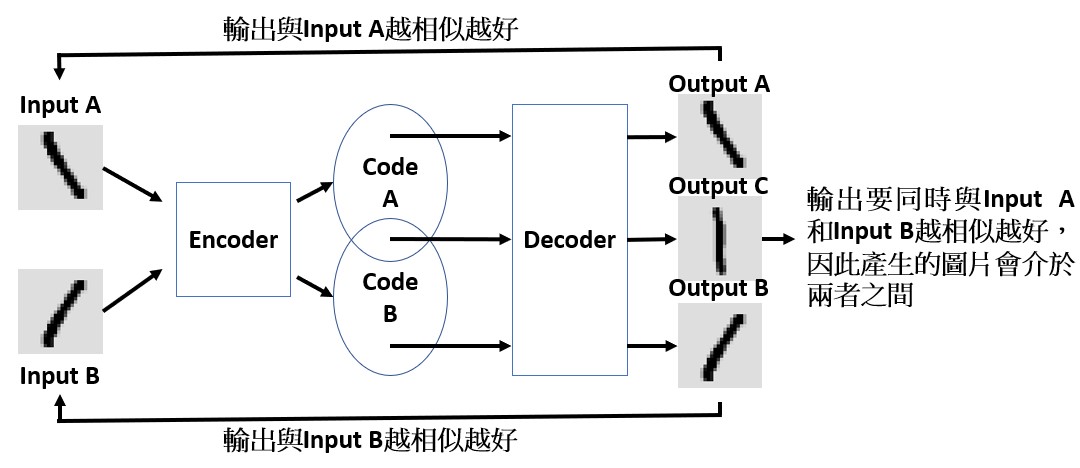 輸出與Input A越相似越好
Input A
Output A
Code
A
Output C
輸出要同時與Input A
和Input B越相似越好，
因此產生的圖片會介於
兩者之間
Encoder
Decoder
Code
B
Output B
Input B
輸出與Input B越相似越好